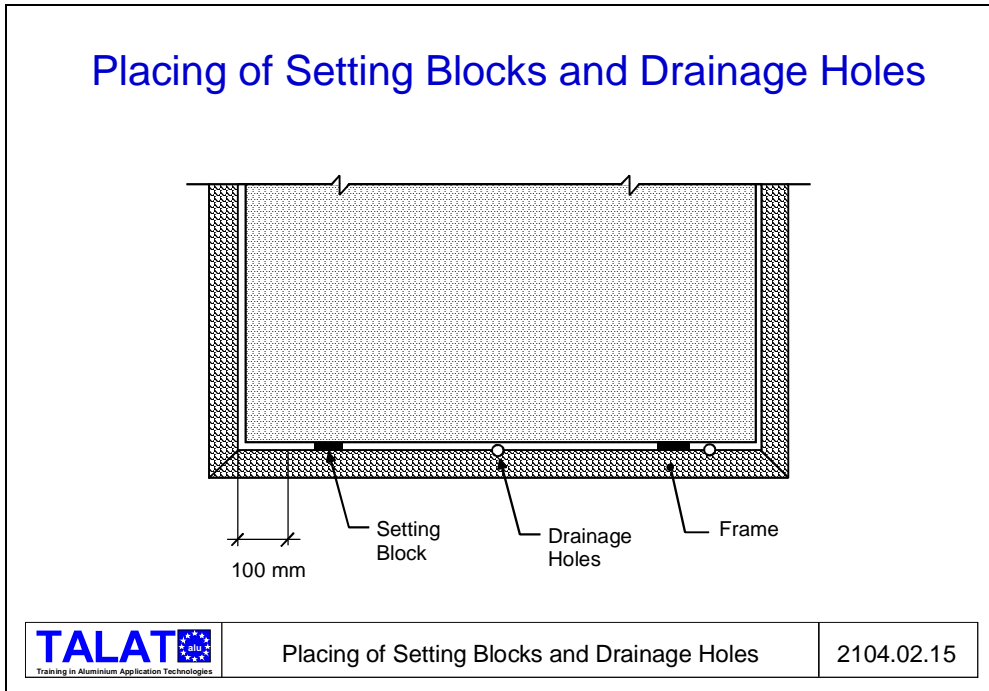 Placing of Setting Blocks and Drainage Holes
Setting
Block
Drainage
Holes
Frame
100 mm
TALAT
alu
Training in Aluminium Application Technologies
Placing of Setting Blocks and Drainage Holes
2104.02.15